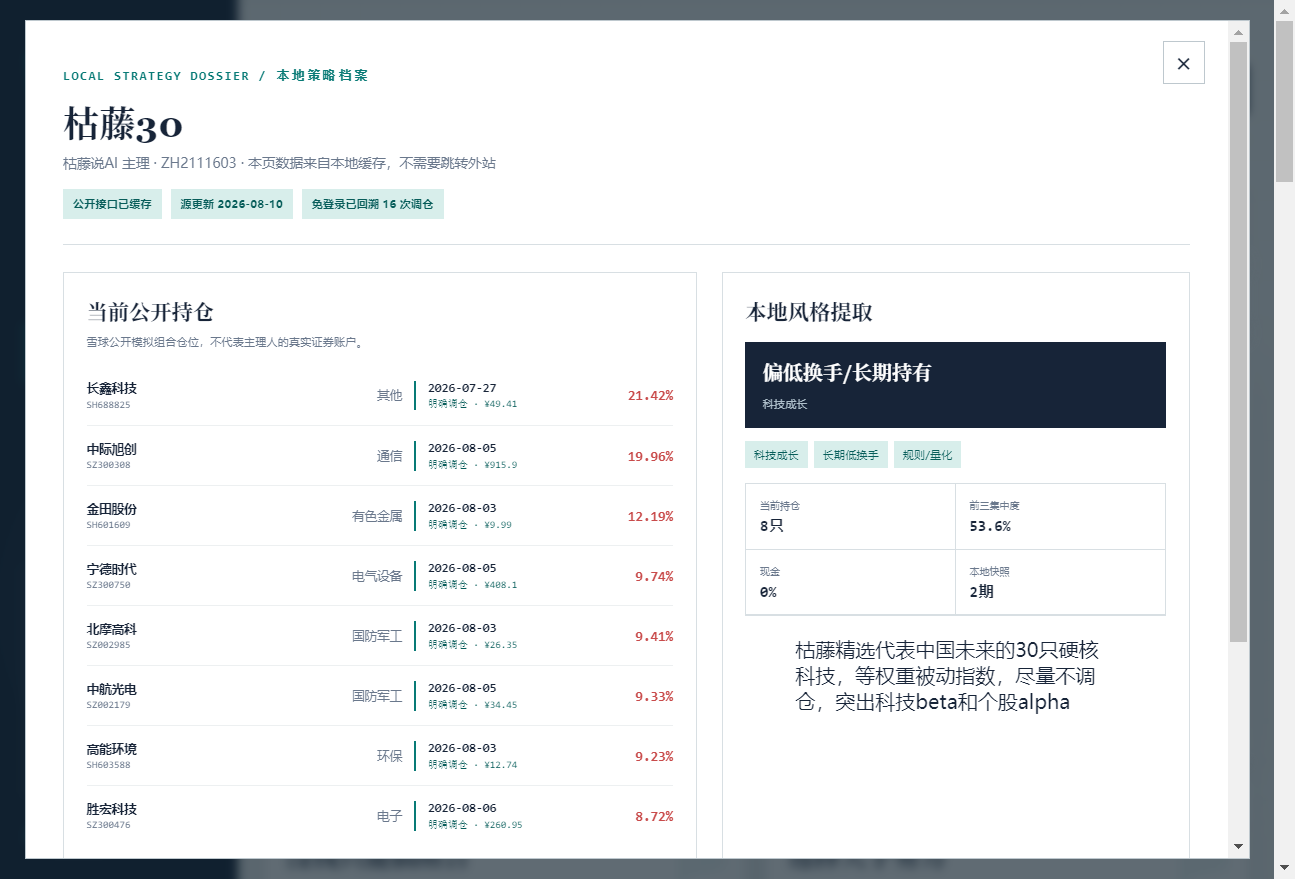 LOCAL STRATEGY DOSSIER / 本地策略档案
枯藤30
枯藤说AI 主理 · ZH2111603 · 本页数据来自本地缓存，不需要跳转外站
公开接口已缓存
源更新 2026-08-10
免登录已回溯 16 次调仓
当前公开持仓
雪球公开模拟组合仓位，不代表主理人的真实证券账户。
长鑫科技
SH688825
其他
2026-07-27
明确调仓 · ¥49.41
21.42%
中际旭创
SZ300308
通信
2026-08-05
明确调仓 · ¥915.9
19.96%
金田股份
SH601609
有色金属
2026-08-03
明确调仓 · ¥9.99
12.19%
宁德时代
SZ300750
电气设备
2026-08-05
明确调仓 · ¥408.1
9.74%
北摩高科
SZ002985
国防军工
2026-08-03
明确调仓 · ¥26.35
9.41%
中航光电
SZ002179
国防军工
2026-08-05
明确调仓 · ¥34.45
9.33%
高能环境
SH603588
环保
2026-08-03
明确调仓 · ¥12.74
9.23%
胜宏科技
SZ300476
电子
2026-08-06
明确调仓 · ¥260.95
8.72%
本地风格提取
偏低换手/长期持有
科技成长
科技成长
长期低换手
规则/量化
当前持仓
8只
前三集中度
53.6%
现金
0%
本地快照
2期
枯藤精选代表中国未来的30只硬核
科技，等权重被动指数，尽量不调
仓，突出科技beta和个股alpha